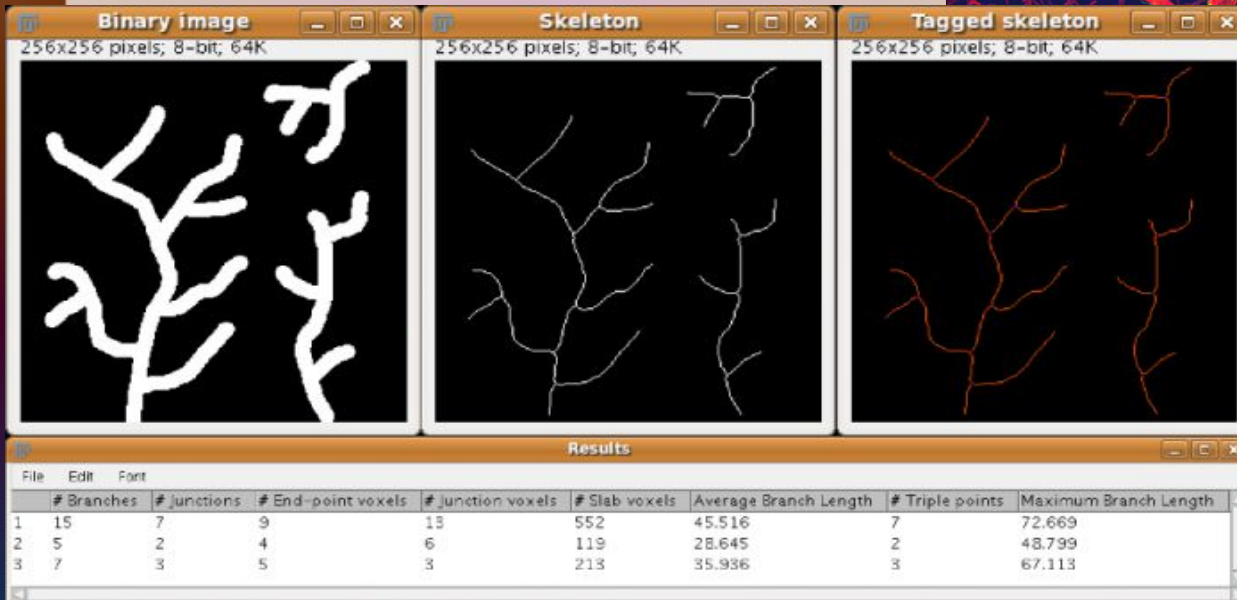 Binary image Skeleton Tagged skeleton
256x256 pixels; 8-bit; 64K 256x256 pixels; 8-bit; 64K 256x256 pixels; 8-bit; 64K
Results
File Edit Font
# Branches # Junctions # End-point voxels # Junction voxels # Slab voxels Average Branch Length # Triple points Maximum Branch Length
1 15 7 9 13 552 45.516 7 72.669
2 5 2 4 6 119 28.645 2 48.799
3 7 3 5 3 213 35.936 3 67.113